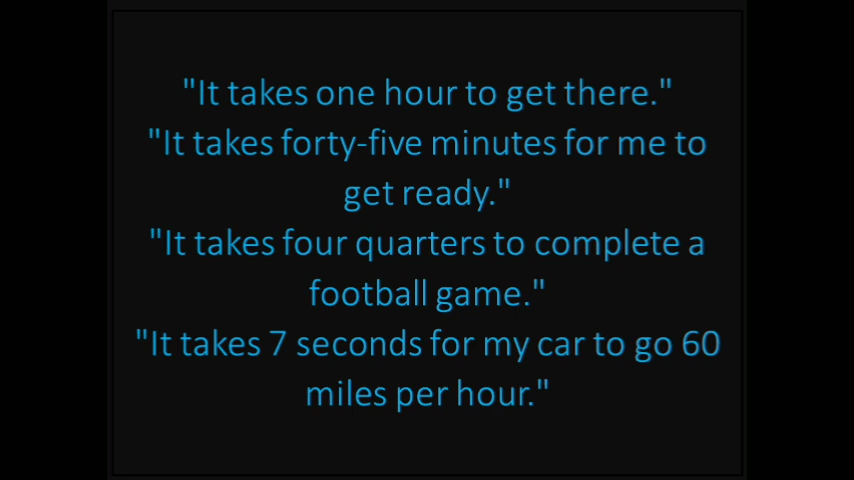 "It takes one hour to get there."
"It takes forty-five minutes for me to
get ready."
"It takes four quarters to complete a
football game."
"It takes 7 seconds for my car to go 60
miles per hour."